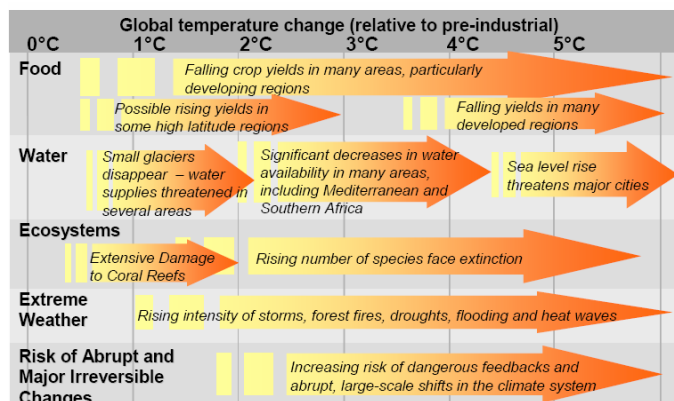 Global temperature change (relative to pre-industrial)
0°C 1°C 2°C 3°C 4°C 5°C
Food
Falling crop yields in many areas, particularly
developing regions
Possible rising yields in
some high latitude regions
Falling yields in many
developed regions
Water
Small glaciers
disappear – water
supplies threatened in
several areas
Significant decreases in water
availability in many areas,
including Mediterranean and
Southern Africa
Sea level rise
threatens major cities
Ecosystems
Extensive Damage
to Coral Reefs
Rising number of species face extinction
Extreme
Weather
Rising intensity of storms, forest fires, droughts, flooding and heat waves
Risk of Abrupt and
Major Irreversible
Changes
Increasing risk of dangerous feedbacks and
abrupt, large-scale shifts in the climate system